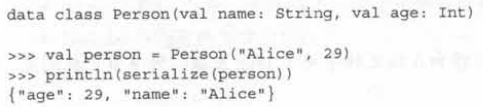 data class Person(val name: String, val age: Int)
>>> val person = Person("Alice", 29)
>>> println(serialize(person))
{"age": 29, "name": "Alice"}